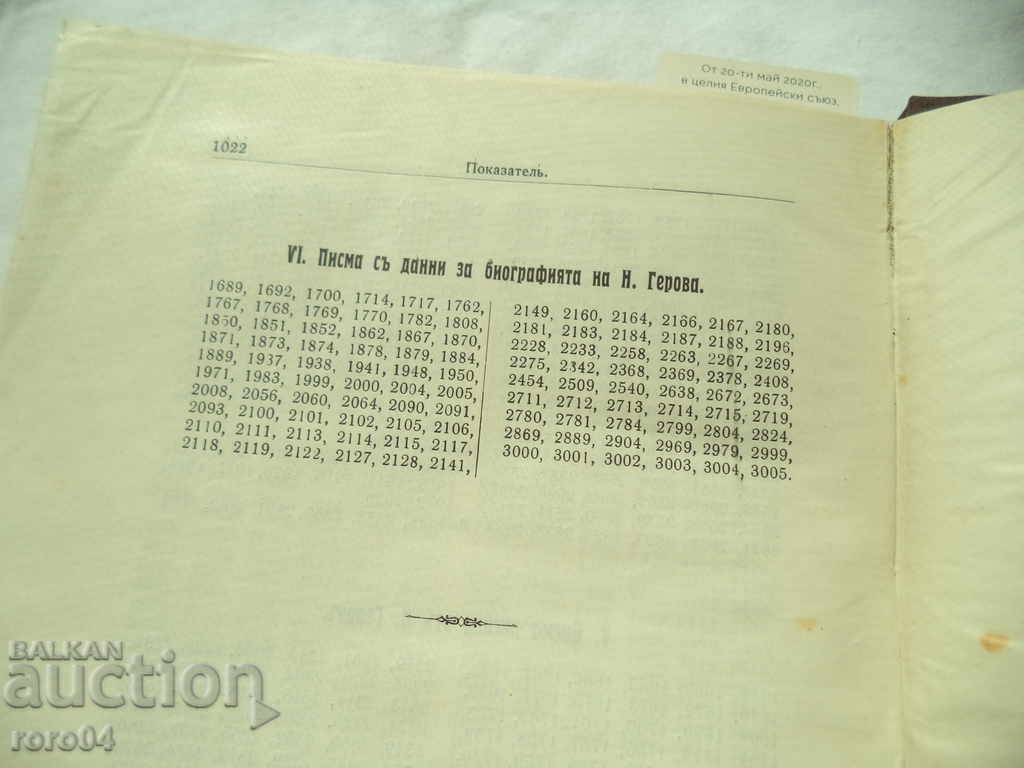 От 20-ти май 2020г.,
в целия Европейски съюз.
1022
Показатель.
VI. Писма съ данни за биографията на Н. Герова.
1689, 1692, 1700, 1714, 1717, 1762,
1767, 1768, 1769, 1770, 1782, 1808,
1850, 1851, 1852, 1862, 1867, 1870,
1871, 1873, 1874, 1878, 1879, 1884,
1889, 1937, 1938, 1941, 1948, 1950,
1971, 1983, 1999, 2000, 2004, 2005,
2008, 2056, 2060, 2064, 2090, 2091,
2093, 2100, 2101, 2102, 2105, 2106,
2110, 2111, 2113, 2114, 2115, 2117,
2118, 2119, 2122, 2127, 2128, 2141,
2149, 2160, 2164, 2166, 2167, 2180,
2181, 2183, 2184, 2187, 2188, 2196,
2228, 2233, 2258, 2263, 2267, 2269,
2275, 2342, 2368, 2369, 2378, 2408,
2454, 2509, 2540, 2638, 2672, 2673,
2711, 2712, 2713, 2714, 2715, 2719,
2780, 2781, 2784, 2799, 2804, 2824,
2869, 2889, 2904, 2969, 2979, 2999,
3000, 3001, 3002, 3003, 3004, 3005.
BALKAN
auction
roro04